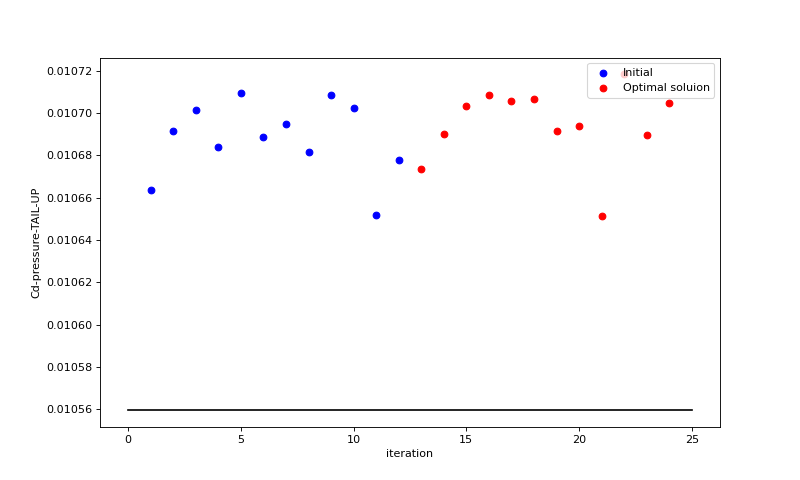 0.01072
0.01070
0.01068
0.01066
0.01064
0.01062
0.01060
0.01058
0.01056
Cd-pressure-TAIL-UP
Initial
Optimal soluion
0 5 10 15 20 25
iteration